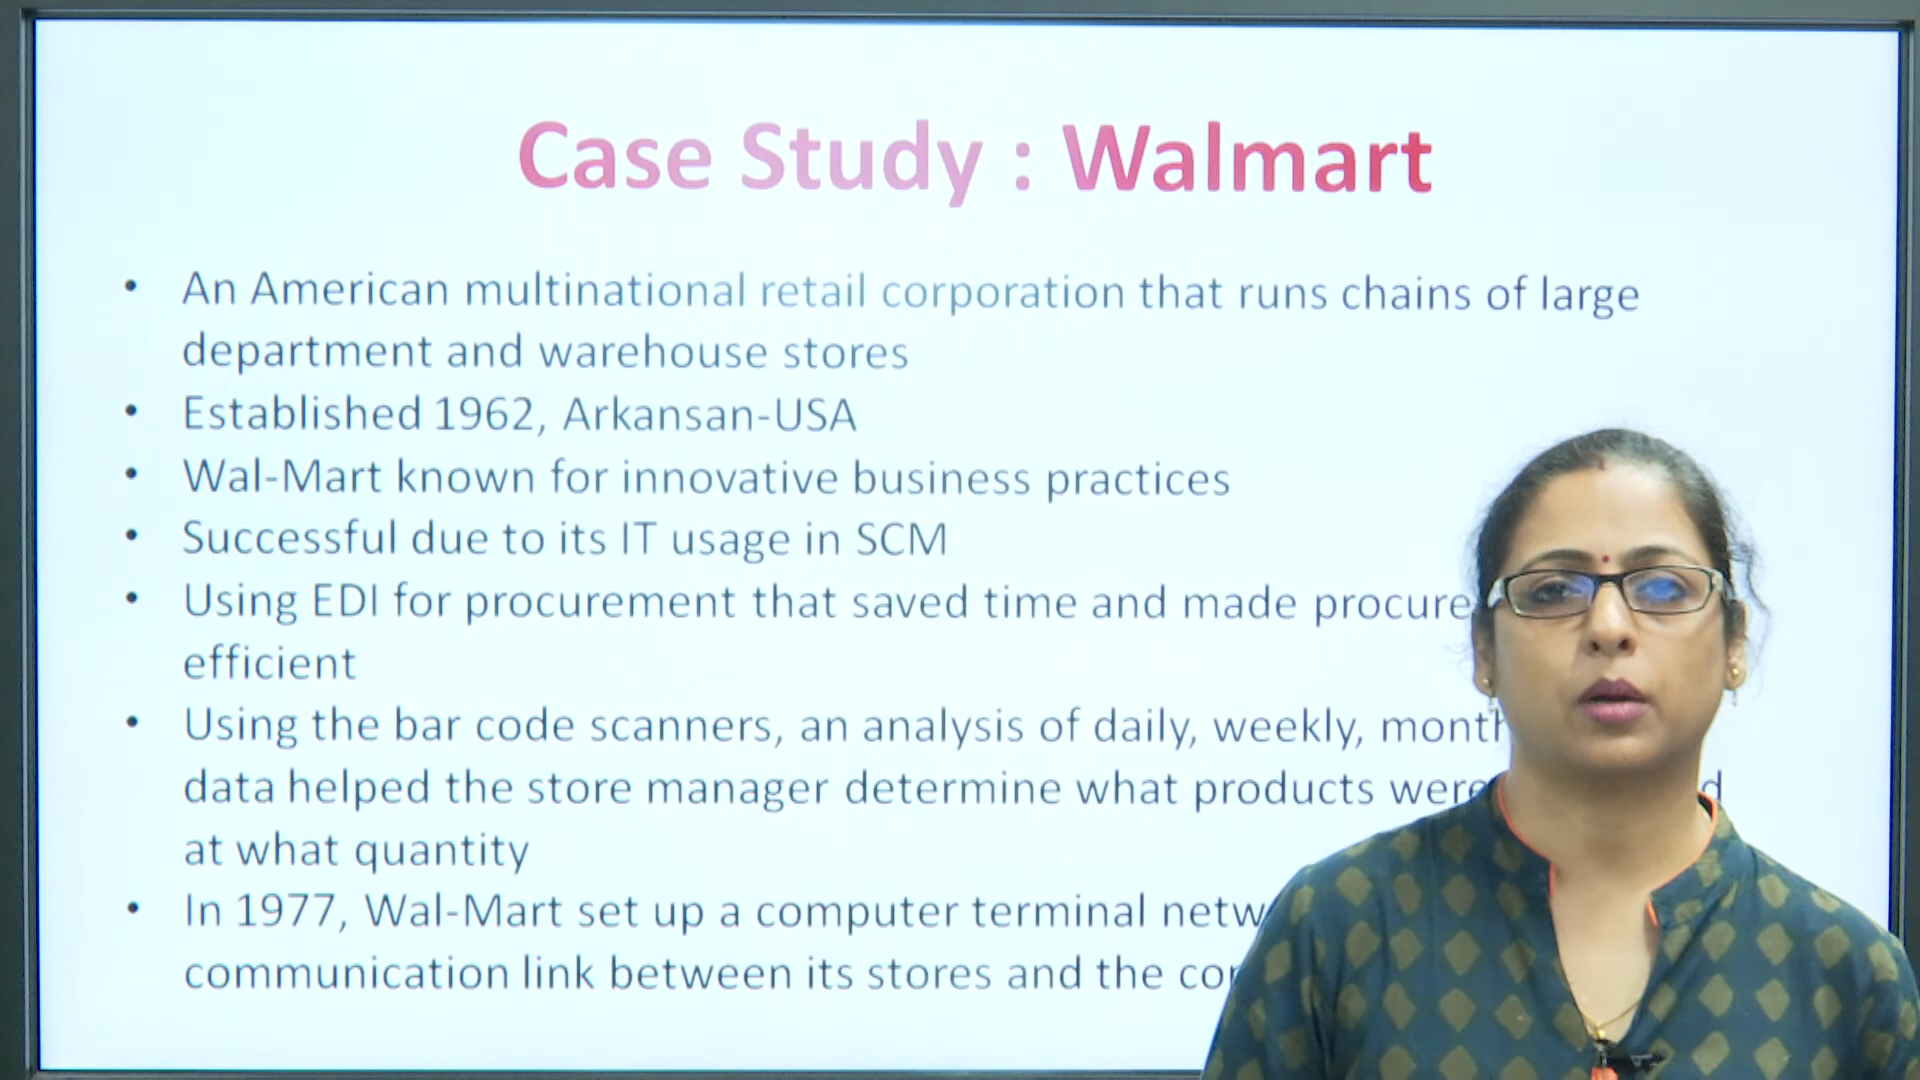 Case Study : Walmart
• An American multinational retail corporation that runs chains of large
department and warehouse stores
• Established 1962, Arkansan-USA
• Wal-Mart known for innovative business practices
• Successful due to its IT usage in SCM
• Using EDI for procurement that saved time and made
efficient
• Using the bar code scanners, an analysis of daily, weekly,
data helped the store manager determine what products were
at what quantity
• In 1977, Wal-Mart set up a computer terminal
communication link between its stores and the